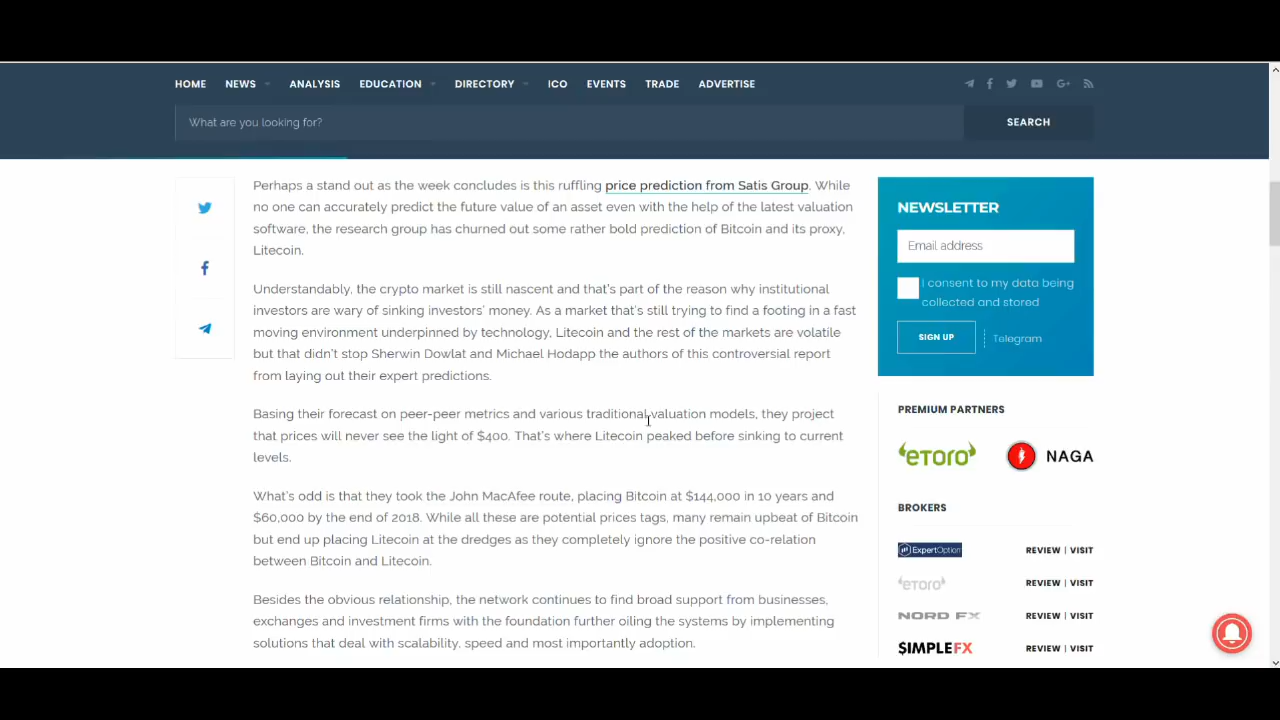 HOME NEWS ANALYSIS EDUCATION DIRECTORY ICO EVENTS TRADE ADVERTISE
What are you looking for?
SEARCH
Perhaps a stand out as the week concludes is this ruffling price prediction from Satis Group. While
no one can accurately predict the future value of an asset even with the help of the latest valuation
software, the research group has churned out some rather bold prediction of Bitcoin and its proxy,
Litecoin.
Understandably, the crypto market is still nascent and that's part of the reason why institutional
investors are wary of sinking investors' money. As a market that's still trying to find a footing in a fast
moving environment underpinned by technology, Litecoin and the rest of the markets are volatile
but that didn't stop Sherwin Dowlat and Michael Hodapp the authors of this controversial report
from laying out their expert predictions.
Basing their forecast on peer-peer metrics and various traditional valuation models, they project
that prices will never see the light of $400. That's where Litecoin peaked before sinking to current
levels.
What's odd is that they took the John MacAfee route, placing Bitcoin at $144,000 in 10 years and
$60,000 by the end of 2018. While all these are potential prices tags, many remain upbeat of Bitcoin
but end up placing Litecoin at the dredges as they completely ignore the positive co-relation
between Bitcoin and Litecoin.
Besides the obvious relationship, the network continues to find broad support from businesses,
exchanges and investment firms with the foundation further oiling the systems by implementing
solutions that deal with scalability, speed and most importantly adoption.
NEWSLETTER
Email address
I consent to my data being
collected and stored
SIGN UP
Telegram
PREMIUM PARTNERS
eToro
NAGA
BROKERS
ExpertOption
REVIEW | VISIT
eToro
REVIEW | VISIT
NORD FX
REVIEW | VISIT
$IMPLEFX
REVIEW | VISIT